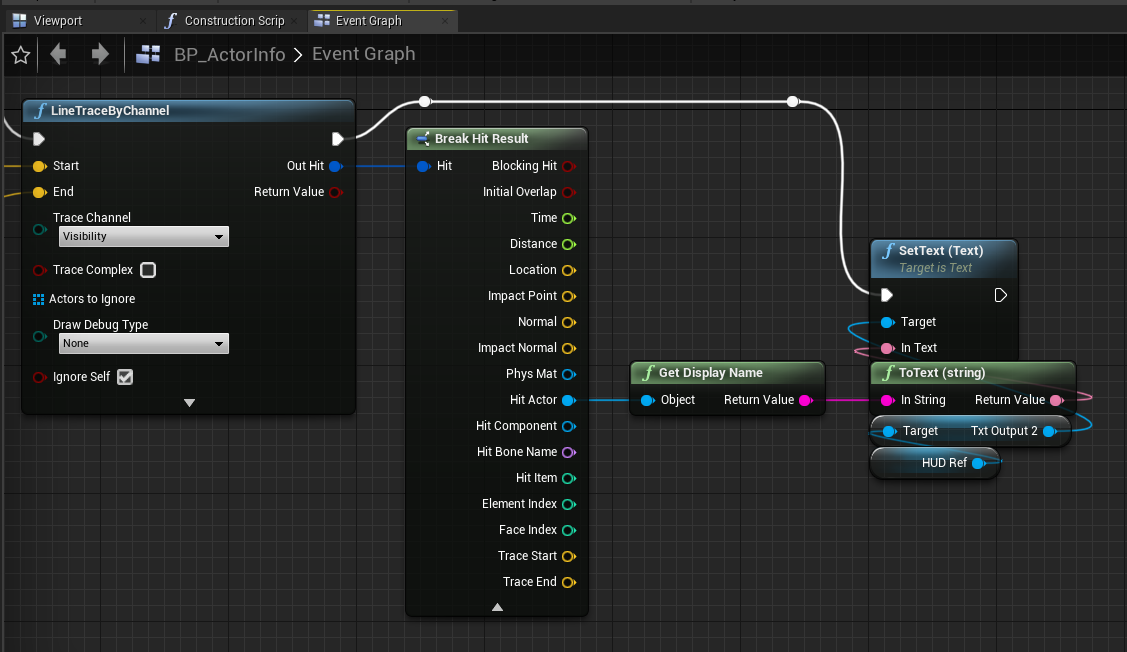 Viewport
Construction Scrip
Event Graph
BP_ActorInfo > Event Graph
LineTraceByChannel
Start
Out Hit
End
Return Value
Trace Channel
Visibility
Trace Complex
Actors to Ignore
Draw Debug Type
None
Ignore Self
Break Hit Result
Hit
Blocking Hit
Initial Overlap
Time
Distance
Location
Impact Point
Normal
Impact Normal
Phys Mat
Hit Actor
Hit Component
Hit Bone Name
Hit Item
Element Index
Face Index
Trace Start
Trace End
Get Display Name
Object
Return Value
SetText (Text)
Target is Text
Target
In Text
ToText (string)
In String
Return Value
Target
Txt Output 2
HUD Ref